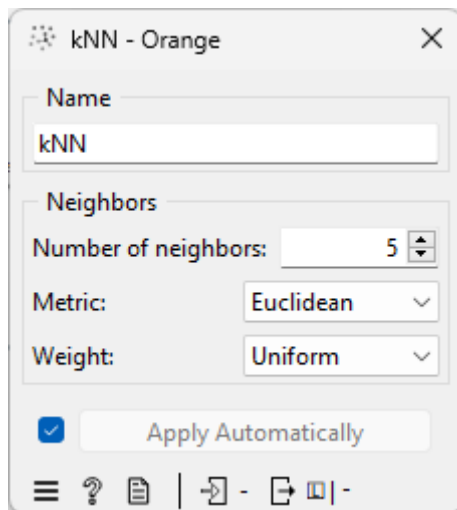 kNN - Orange
Name
kNN
Neighbors
Number of neighbors: 5
Metric: Euclidean
Weight: Uniform
Apply Automatically
? | - | -